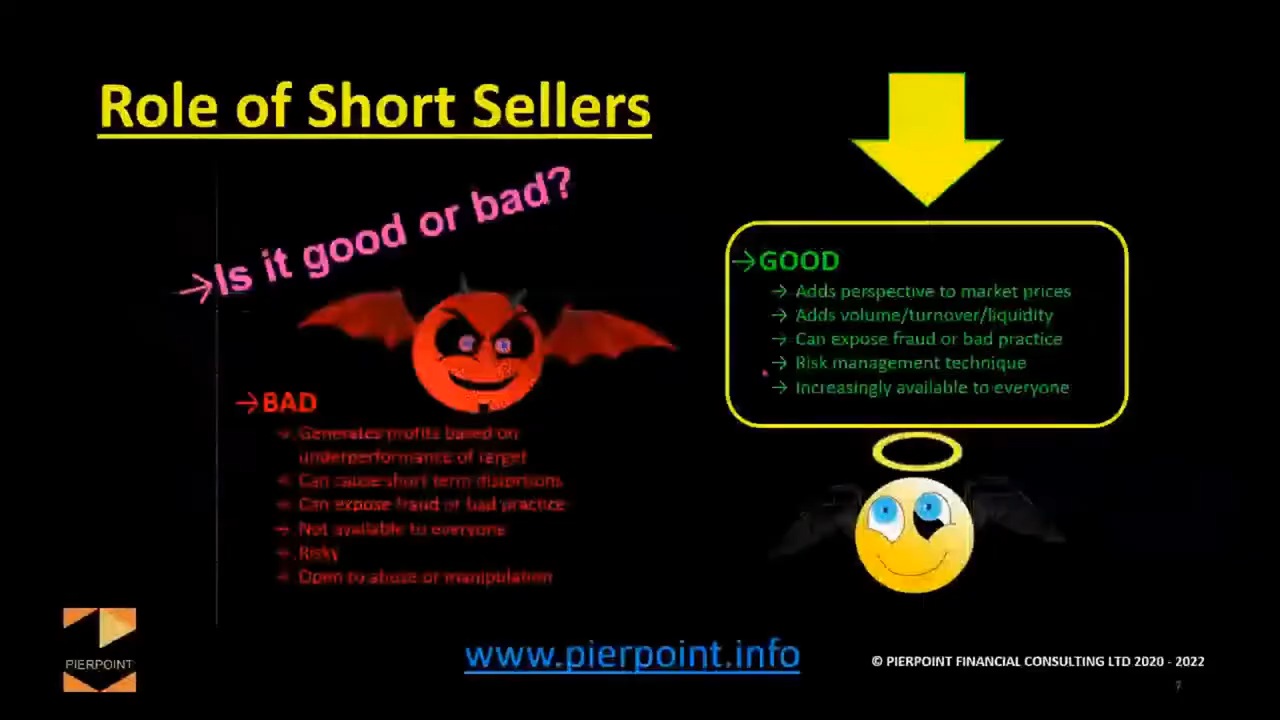 Role of Short Sellers
→Is it good or bad?
→BAD
→ Generates profits based on
underperformance of target
→ Can cause short term distortions
→ Can expose fraud or bad practice
→ Not available to everyone
→ Risky
→ Open to abuse or manipulation
→GOOD
→ Adds perspective to market prices
→ Adds volume/turnover/liquidity
→ Can expose fraud or bad practice
→ Risk management technique
→ Increasingly available to everyone
PIERPOINT
www.pierpoint.info
© PIERPOINT FINANCIAL CONSULTING LTD 2020 - 2022
7